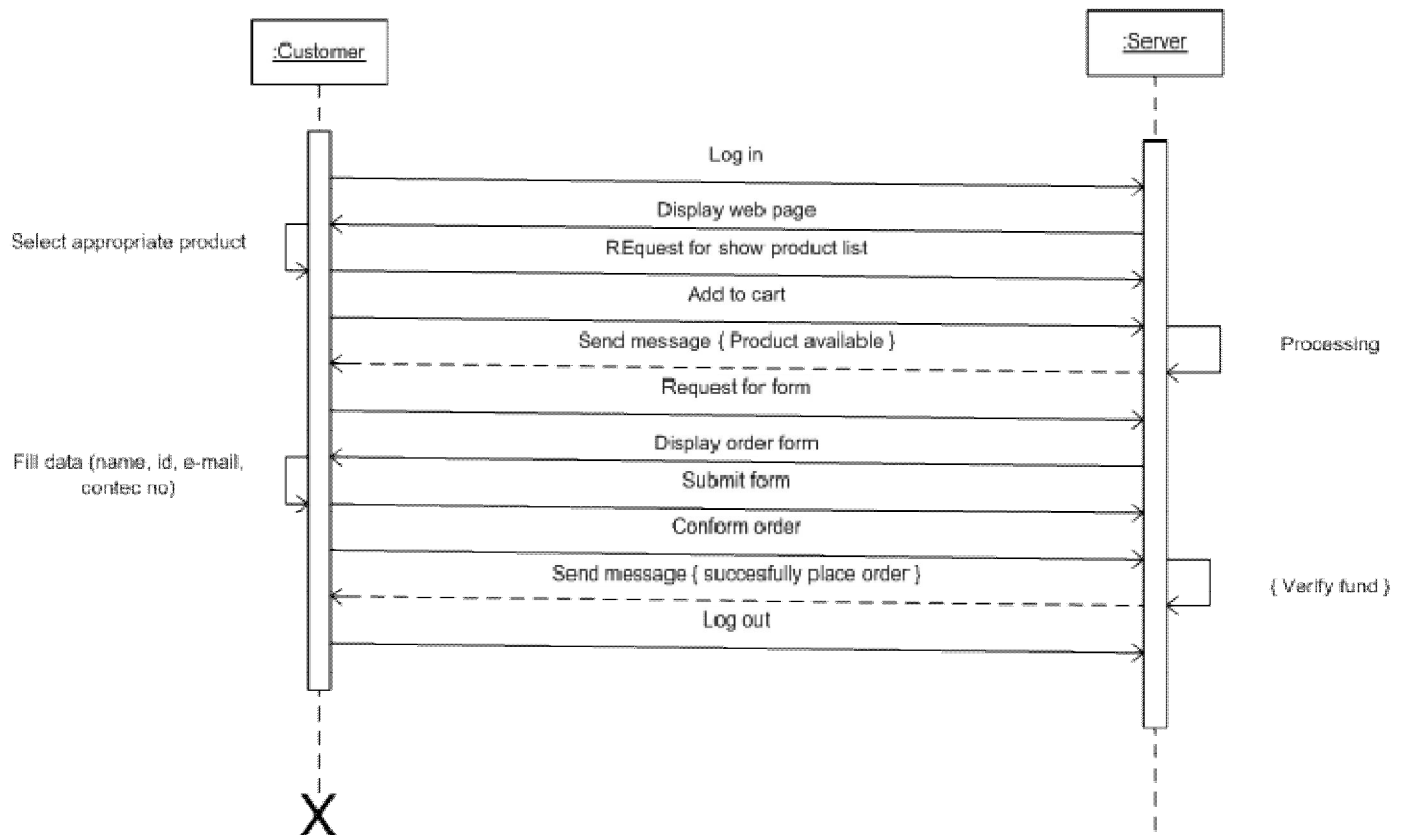 :Customer
:Server
Log in
Display web page
Select appropriate product
REquest for show product list
Add to cart
Send message { Product available }
Processing
Request for form
Display order form
Fill data (name, id, e-mail,
contec no)
Submit form
Conform order
Send message { succesfully place order }
{ Verify fund }
Log out
X